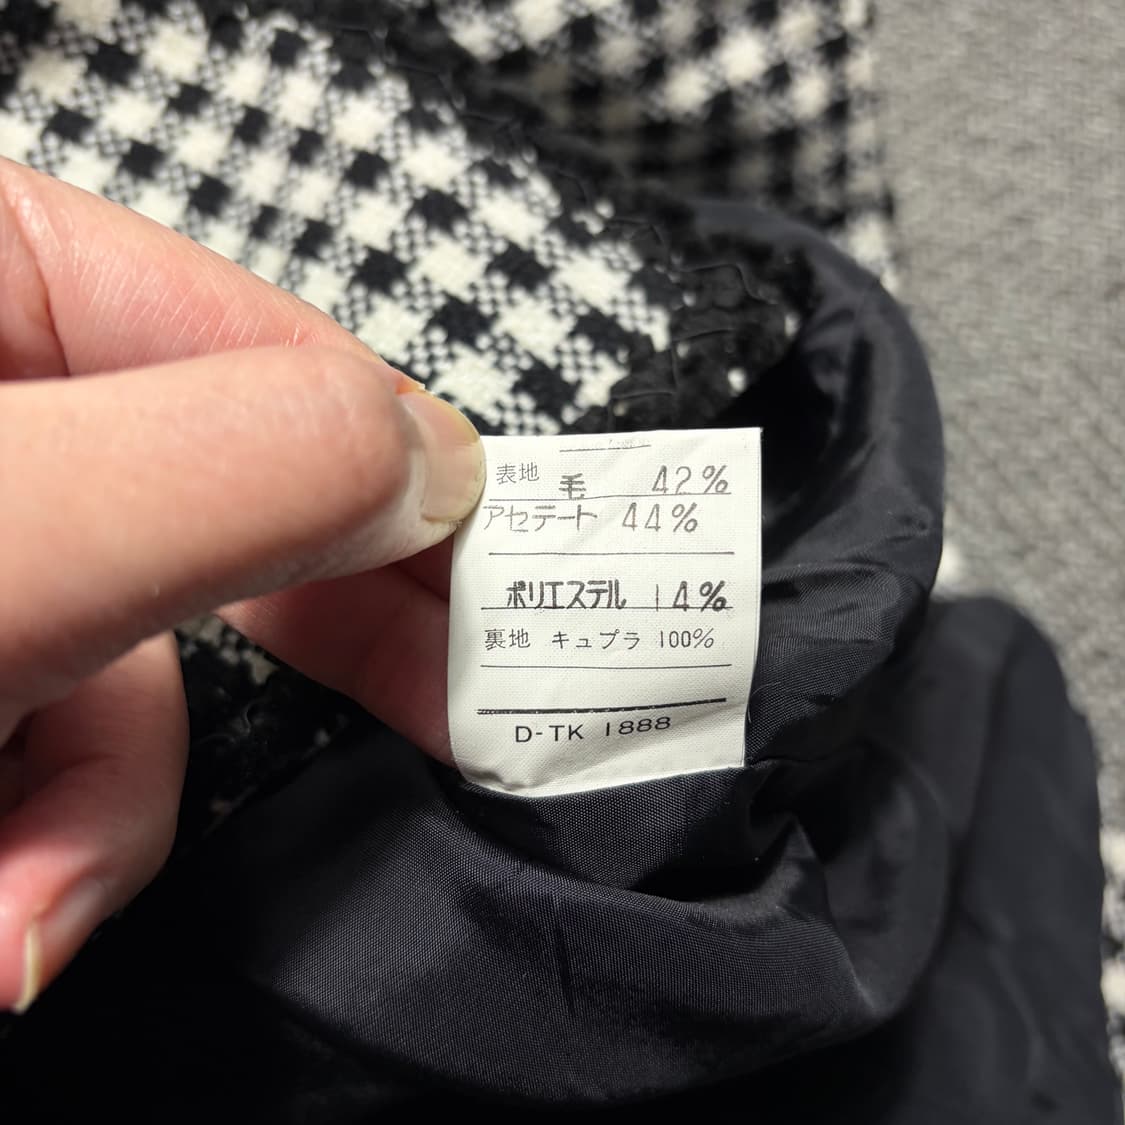 表地 毛 42%
アセテート 44%
ポリエステル 14%
裏地 キュプラ 100%
D-TK 1888